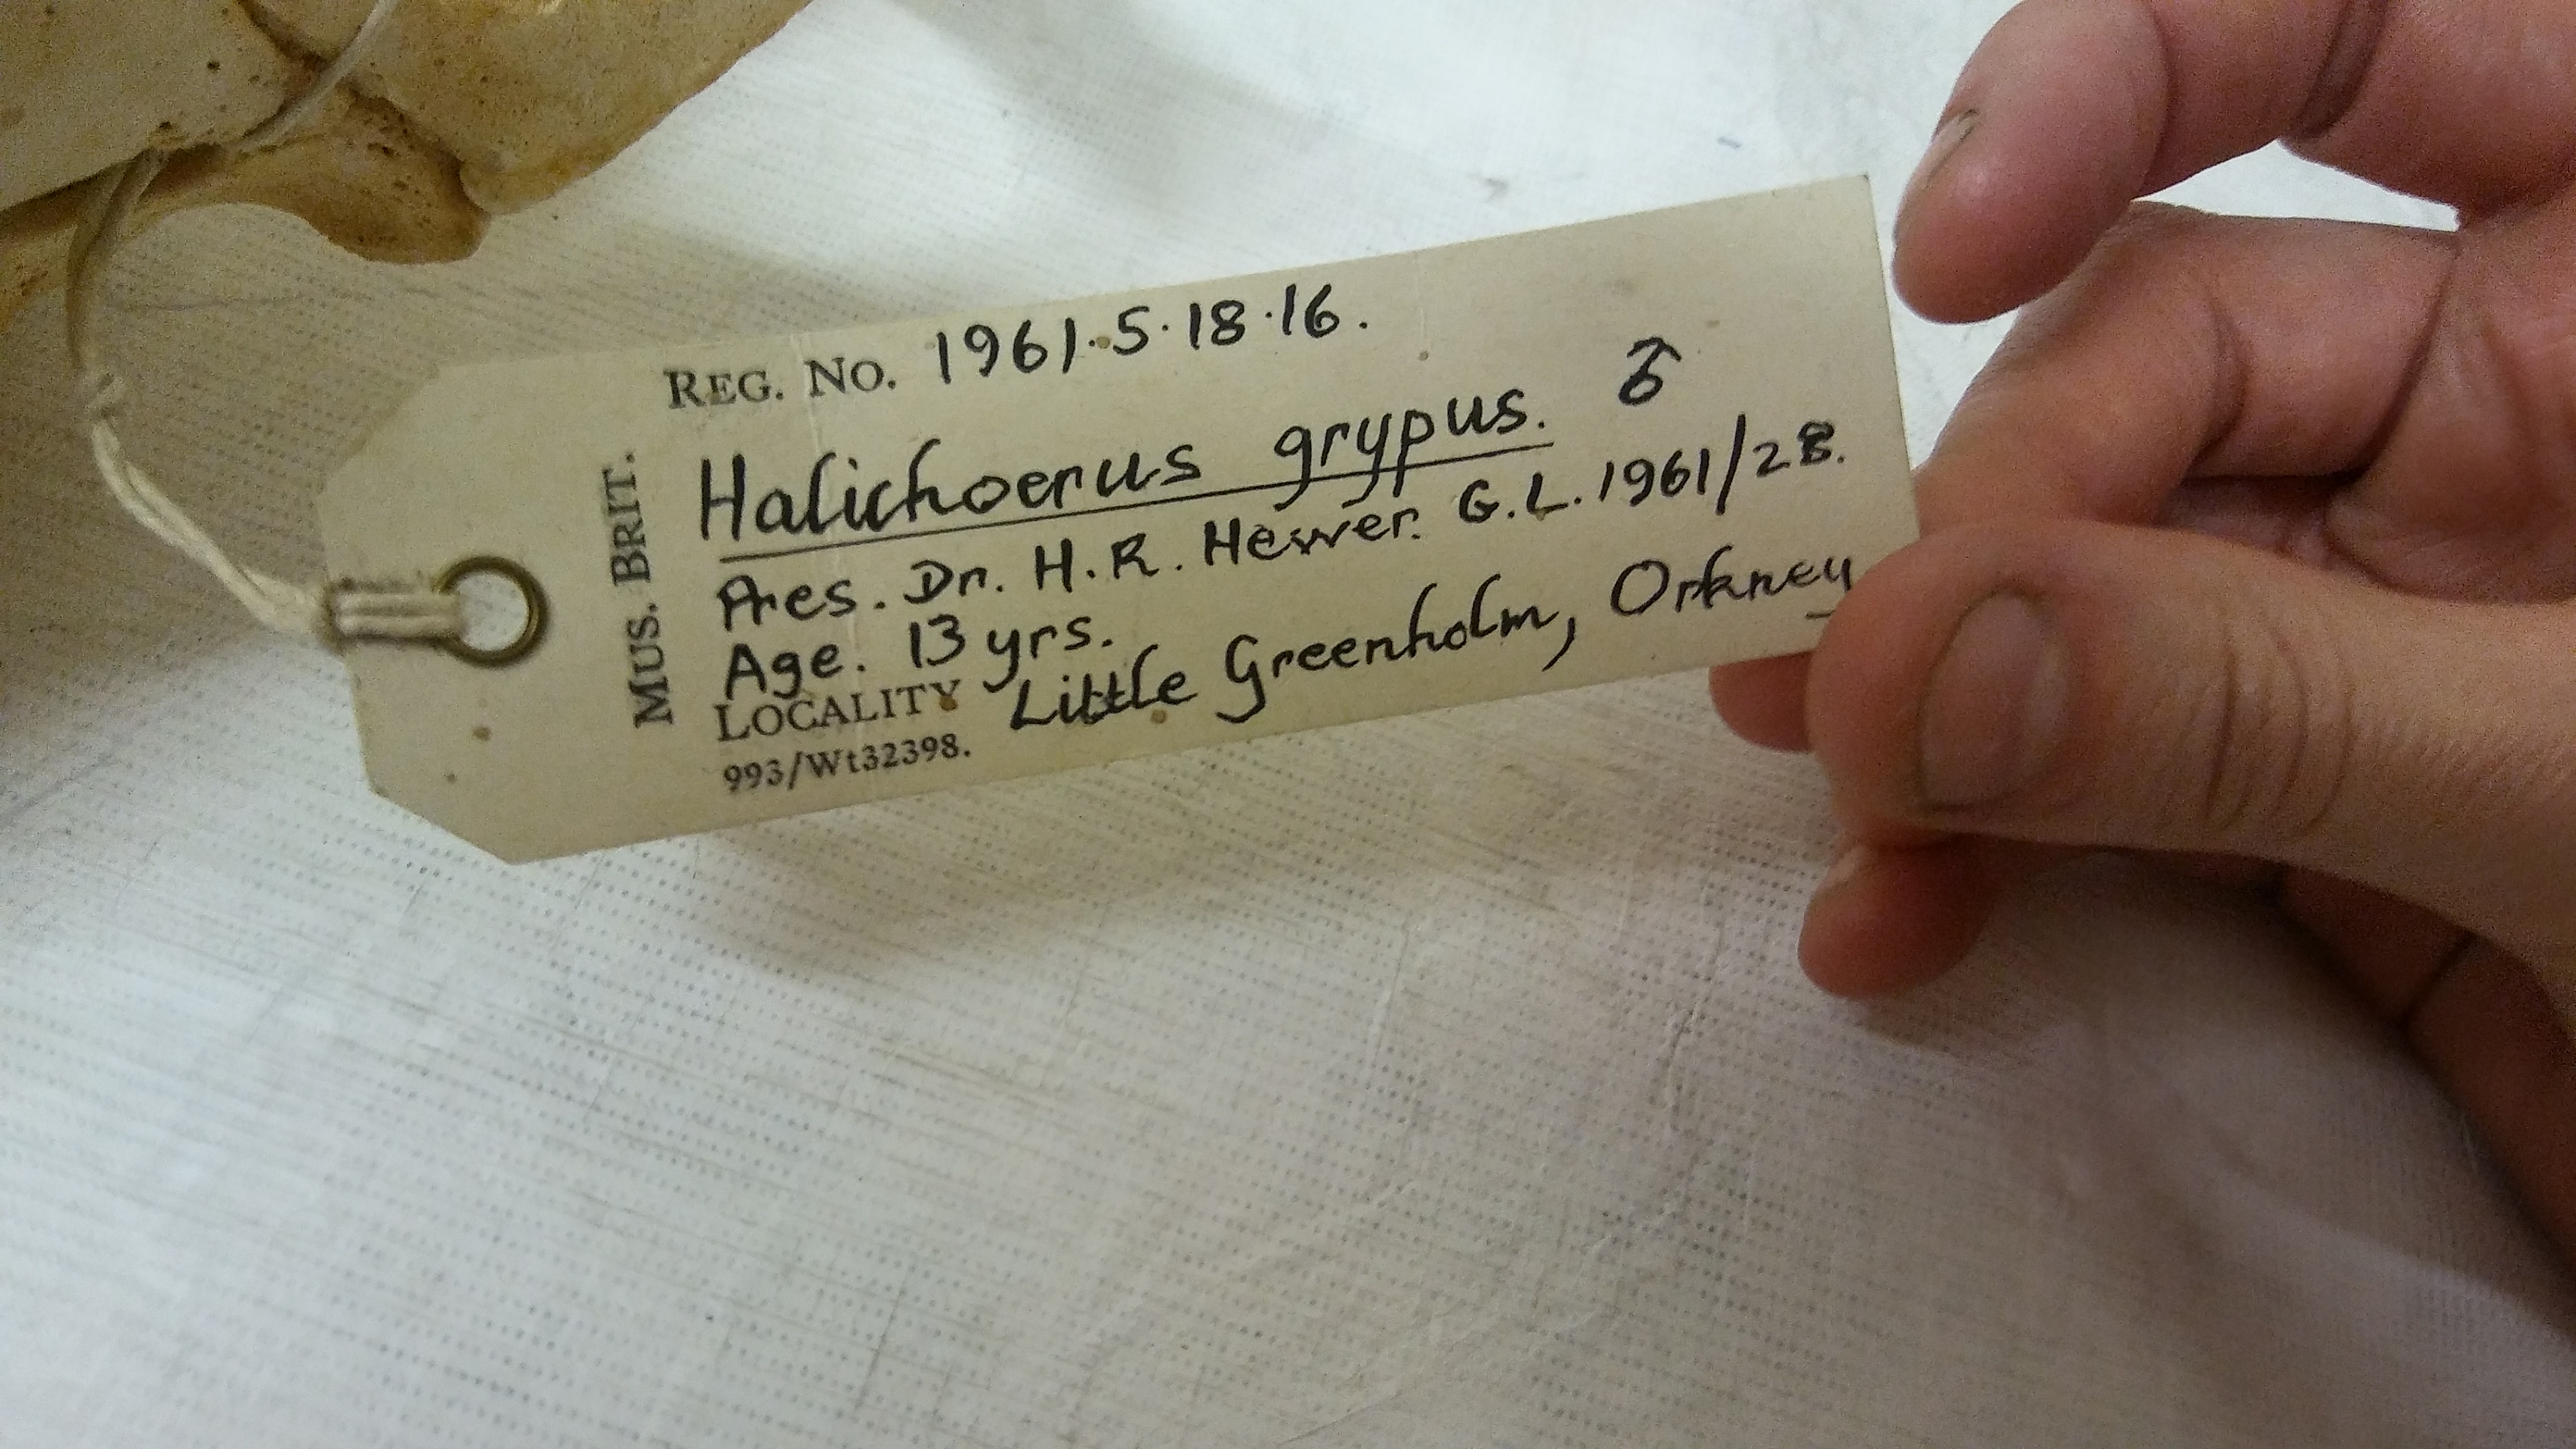 MUS. BRIT.
REG. NO. 1961.5.18.16.
Halichoerus grypus. ♂
Pres. Dr. H.R. Hewer. G.L. 1961/28.
Age. 13 yrs.
LOCALITY Little Greenholm, Orkney
993/Wt32398.